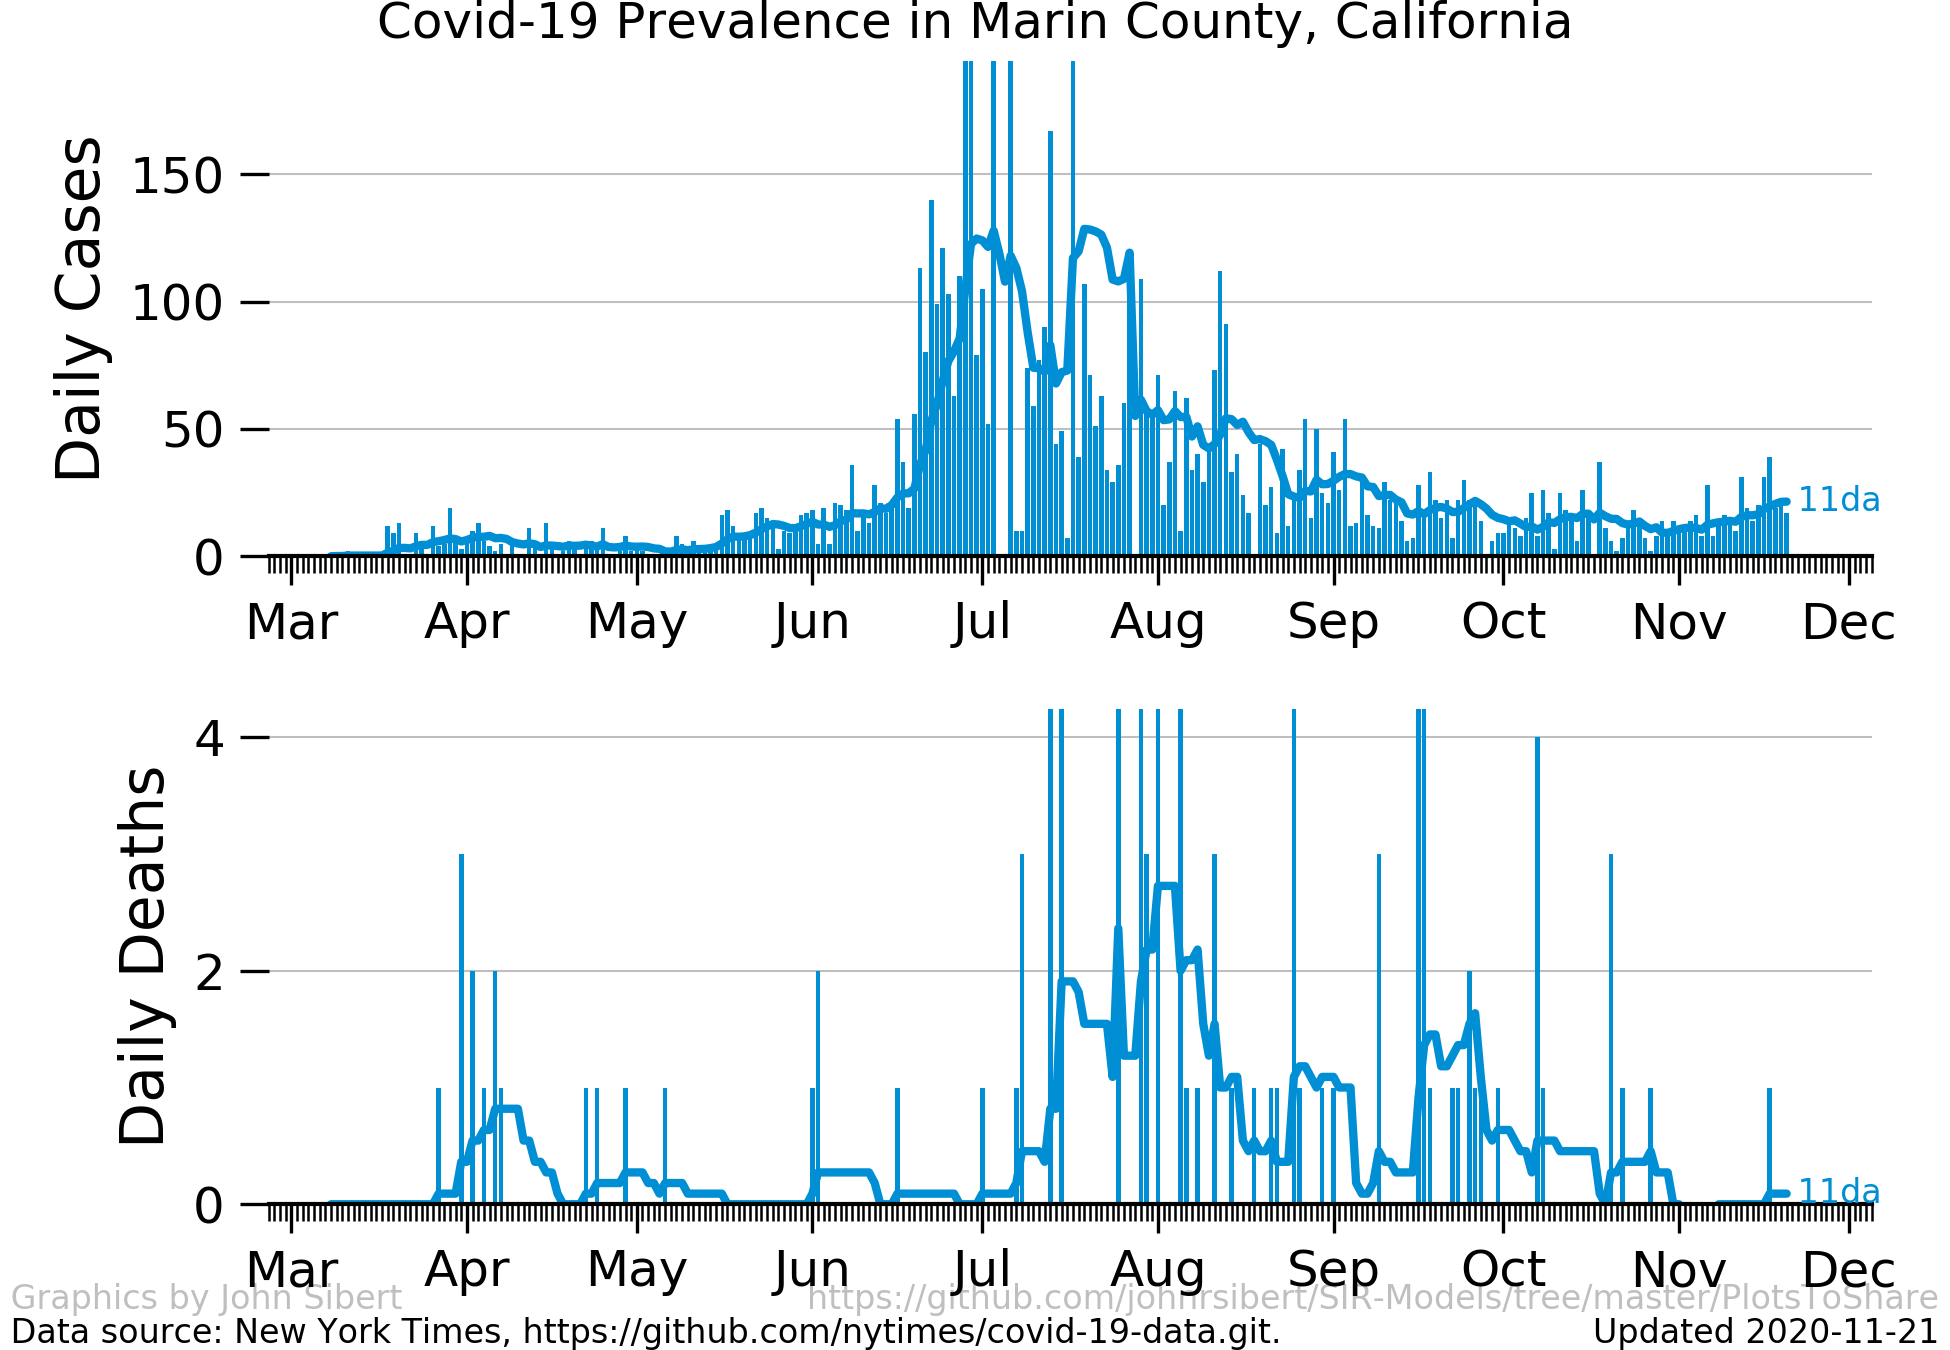 Covid-19 Prevalence in Marin County, California
Daily Cases
150
100
50
0
11da
Mar Apr May Jun Jul Aug Sep Oct Nov Dec
Daily Deaths
4
2
0
11da
Mar Apr May Jun Jul Aug Sep Oct Nov Dec
Graphics by John Sibert https://github.com/johnrsibert/SIR-Models/tree/master/PlotsToShare
Data source: New York Times, https://github.com/nytimes/covid-19-data.git. Updated 2020-11-21